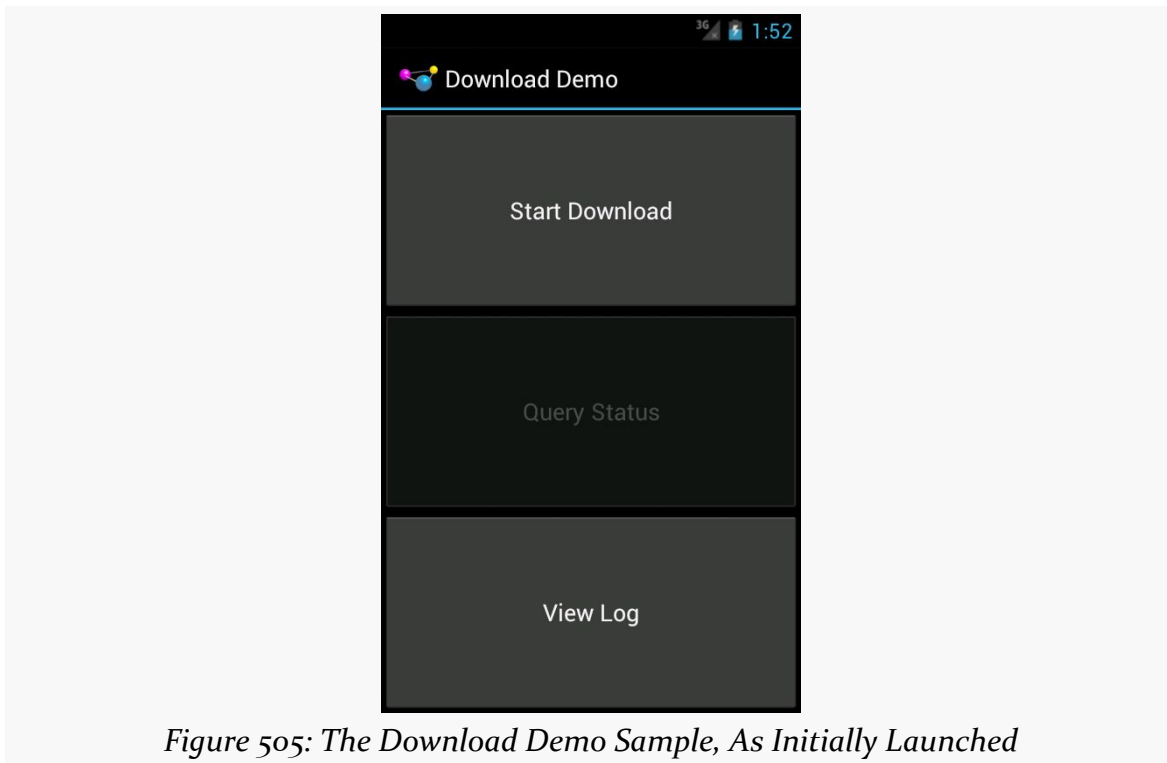 3G 1:52
Download Demo
Start Download
Query Status
View Log
Figure 505: The Download Demo Sample, As Initially Launched